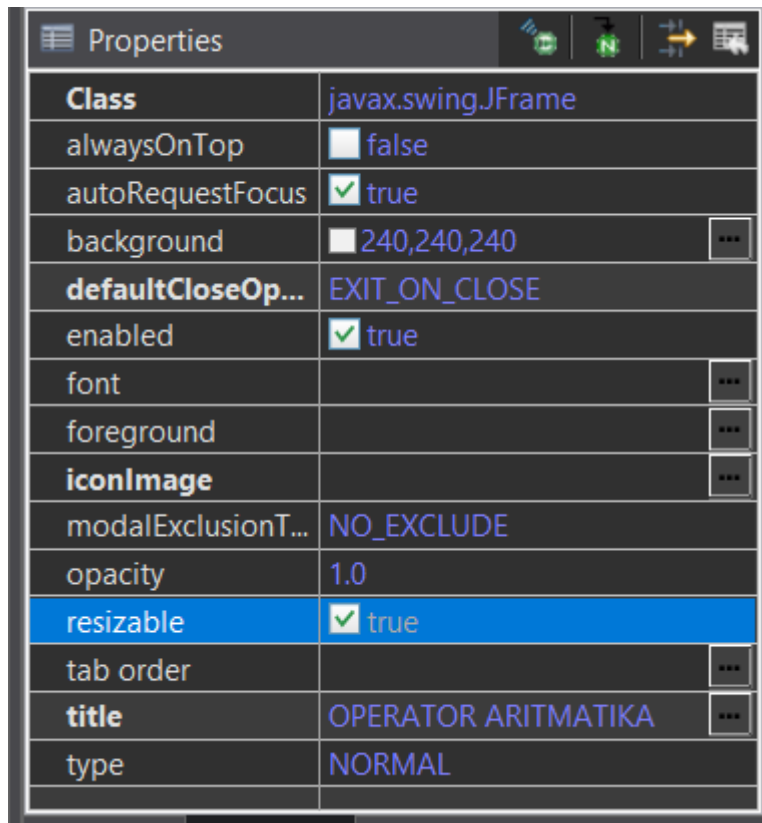 Properties
Class javax.swing.JFrame
alwaysOnTop false
autoRequestFocus true
background 240,240,240 ...
defaultCloseOp... EXIT_ON_CLOSE
enabled true
font ...
foreground ...
iconImage ...
modalExclusionT... NO_EXCLUDE
opacity 1.0
resizable true
tab order ...
title OPERATOR ARITMATIKA ...
type NORMAL